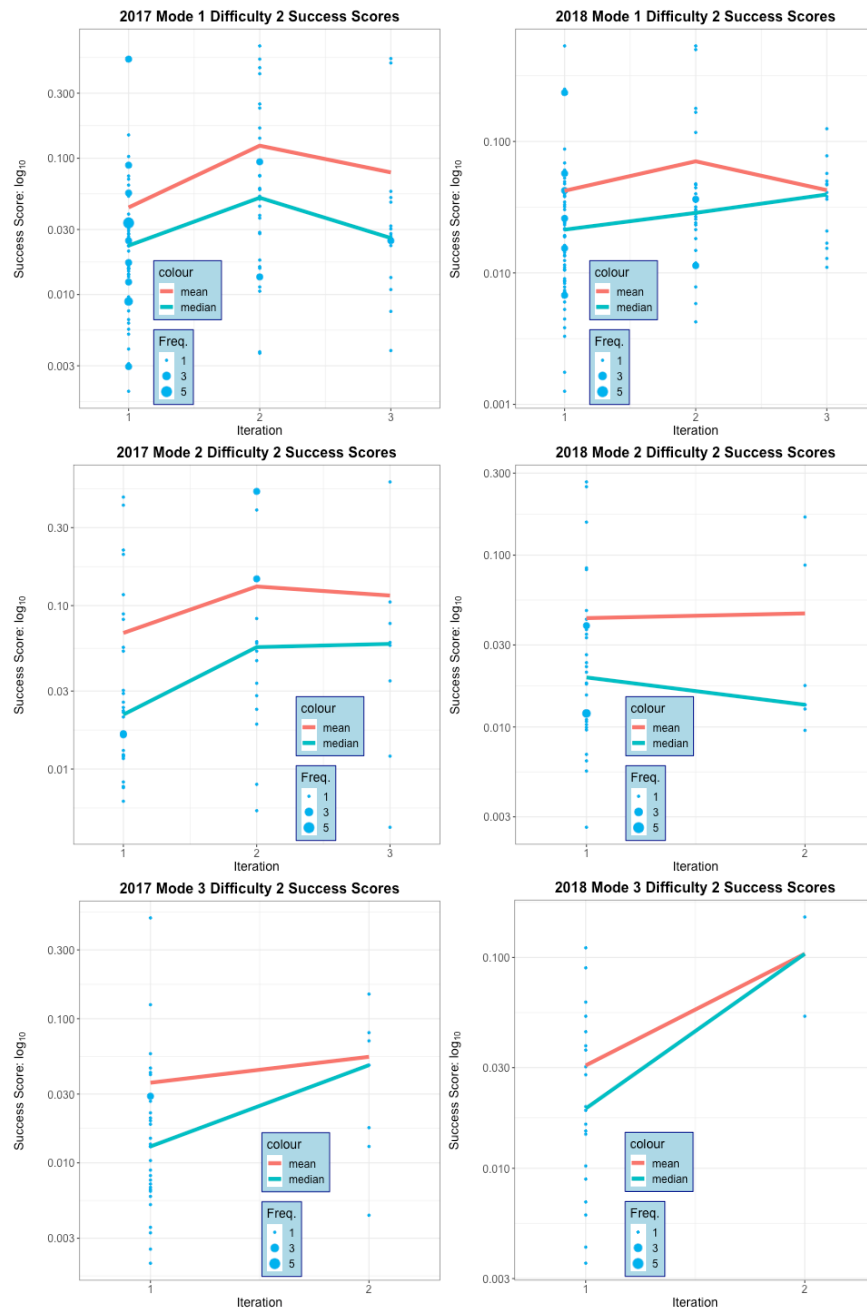 2017 Mode 1 Difficulty 2 Success Scores
Success Score: log10
0.300
0.100
0.030
0.010
0.003
colour
mean
median
Freq.
1
3
5
1
2
3
Iteration
2018 Mode 1 Difficulty 2 Success Scores
Success Score: log10
0.100
0.010
0.001
colour
mean
median
Freq.
1
3
5
1
2
3
Iteration
2017 Mode 2 Difficulty 2 Success Scores
Success Score: log10
0.30
0.10
0.03
0.01
colour
mean
median
Freq.
1
3
5
1
2
3
Iteration
2018 Mode 2 Difficulty 2 Success Scores
Success Score: log10
0.300
0.100
0.030
0.010
0.003
colour
mean
median
Freq.
1
3
5
1
2
Iteration
2017 Mode 3 Difficulty 2 Success Scores
Success Score: log10
0.300
0.100
0.030
0.010
0.003
colour
mean
median
Freq.
1
3
5
1
2
Iteration
2018 Mode 3 Difficulty 2 Success Scores
Success Score: log10
0.100
0.030
0.010
0.003
colour
mean
median
Freq.
1
3
5
1
2
Iteration